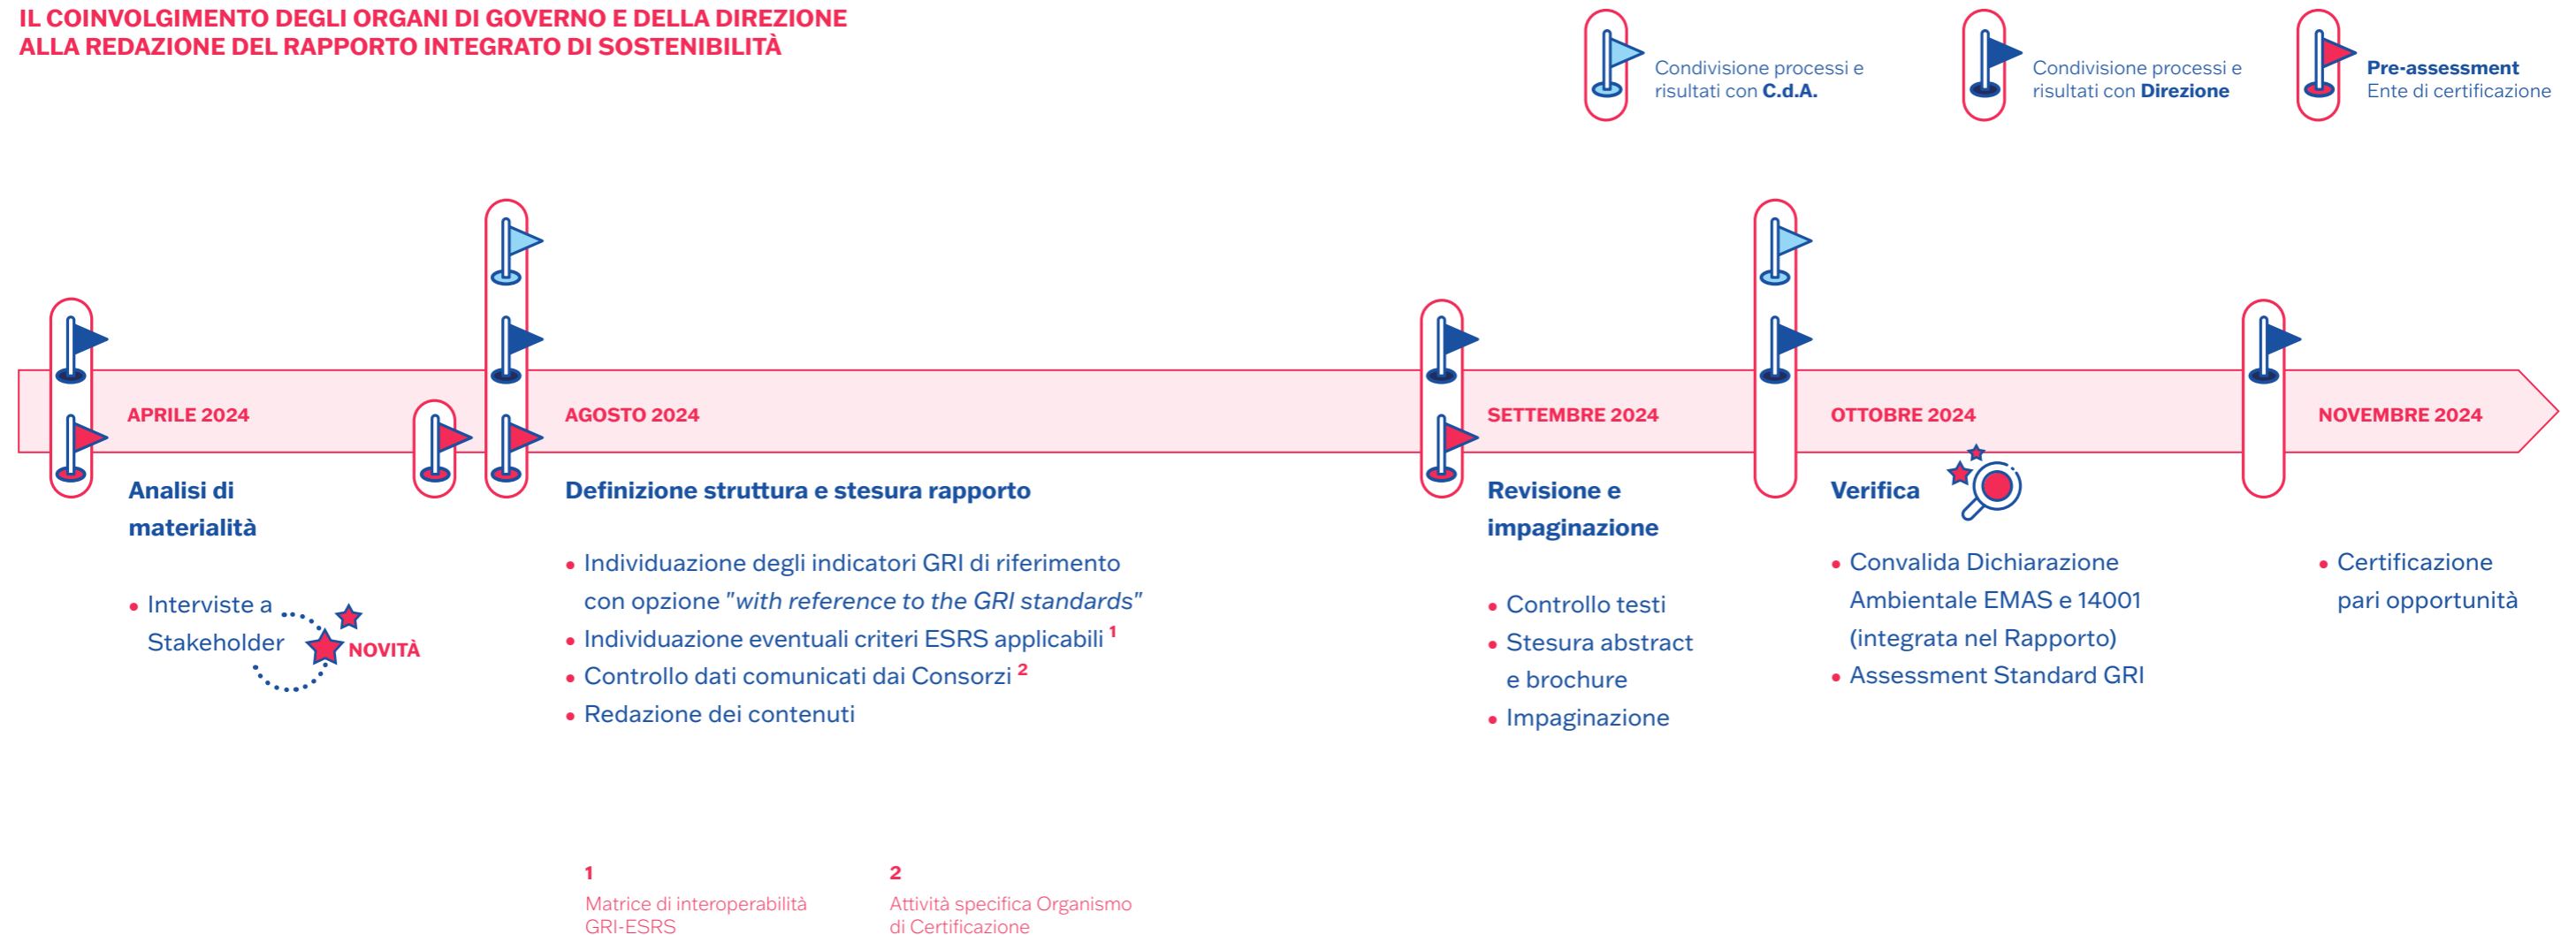 IL COINVOLGIMENTO DEGLI ORGANI DI GOVERNO E DELLA DIREZIONE
ALLA REDAZIONE DEL RAPPORTO INTEGRATO DI SOSTENIBILITÀ
Condivisione processi e
risultati con C.d.A.
Condivisione processi e
risultati con Direzione
Pre-assessment
Ente di certificazione
APRILE 2024
Analisi di
materialità
• Interviste a
Stakeholder
NOVITÀ
AGOSTO 2024
Definizione struttura e stesura rapporto
• Individuazione degli indicatori GRI di riferimento
con opzione "with reference to the GRI standards"
• Individuazione eventuali criteri ESRS applicabili 1
• Controllo dati comunicati dai Consorzi 2
• Redazione dei contenuti
SETTEMBRE 2024
Revisione e
impaginazione
• Controllo testi
• Stesura abstract
e brochure
• Impaginazione
OTTOBRE 2024
Verifica
• Convalida Dichiarazione
Ambientale EMAS e 14001
(integrata nel Rapporto)
• Assessment Standard GRI
NOVEMBRE 2024
• Certificazione
pari opportunità
1
Matrice di interoperabilità
GRI-ESRS
2
Attività specifica Organismo
di Certificazione